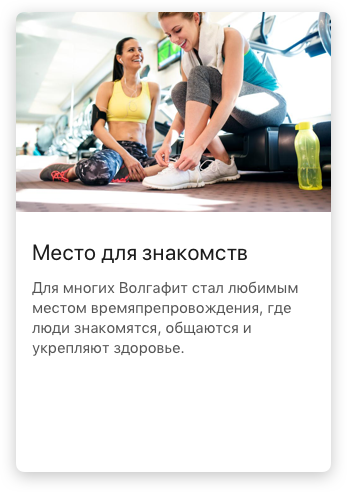 Место для знакомств
Для многих Волгафит стал любимым
местом времяпрепровождения, где
люди знакомятся, общаются и
укрепляют здоровье.